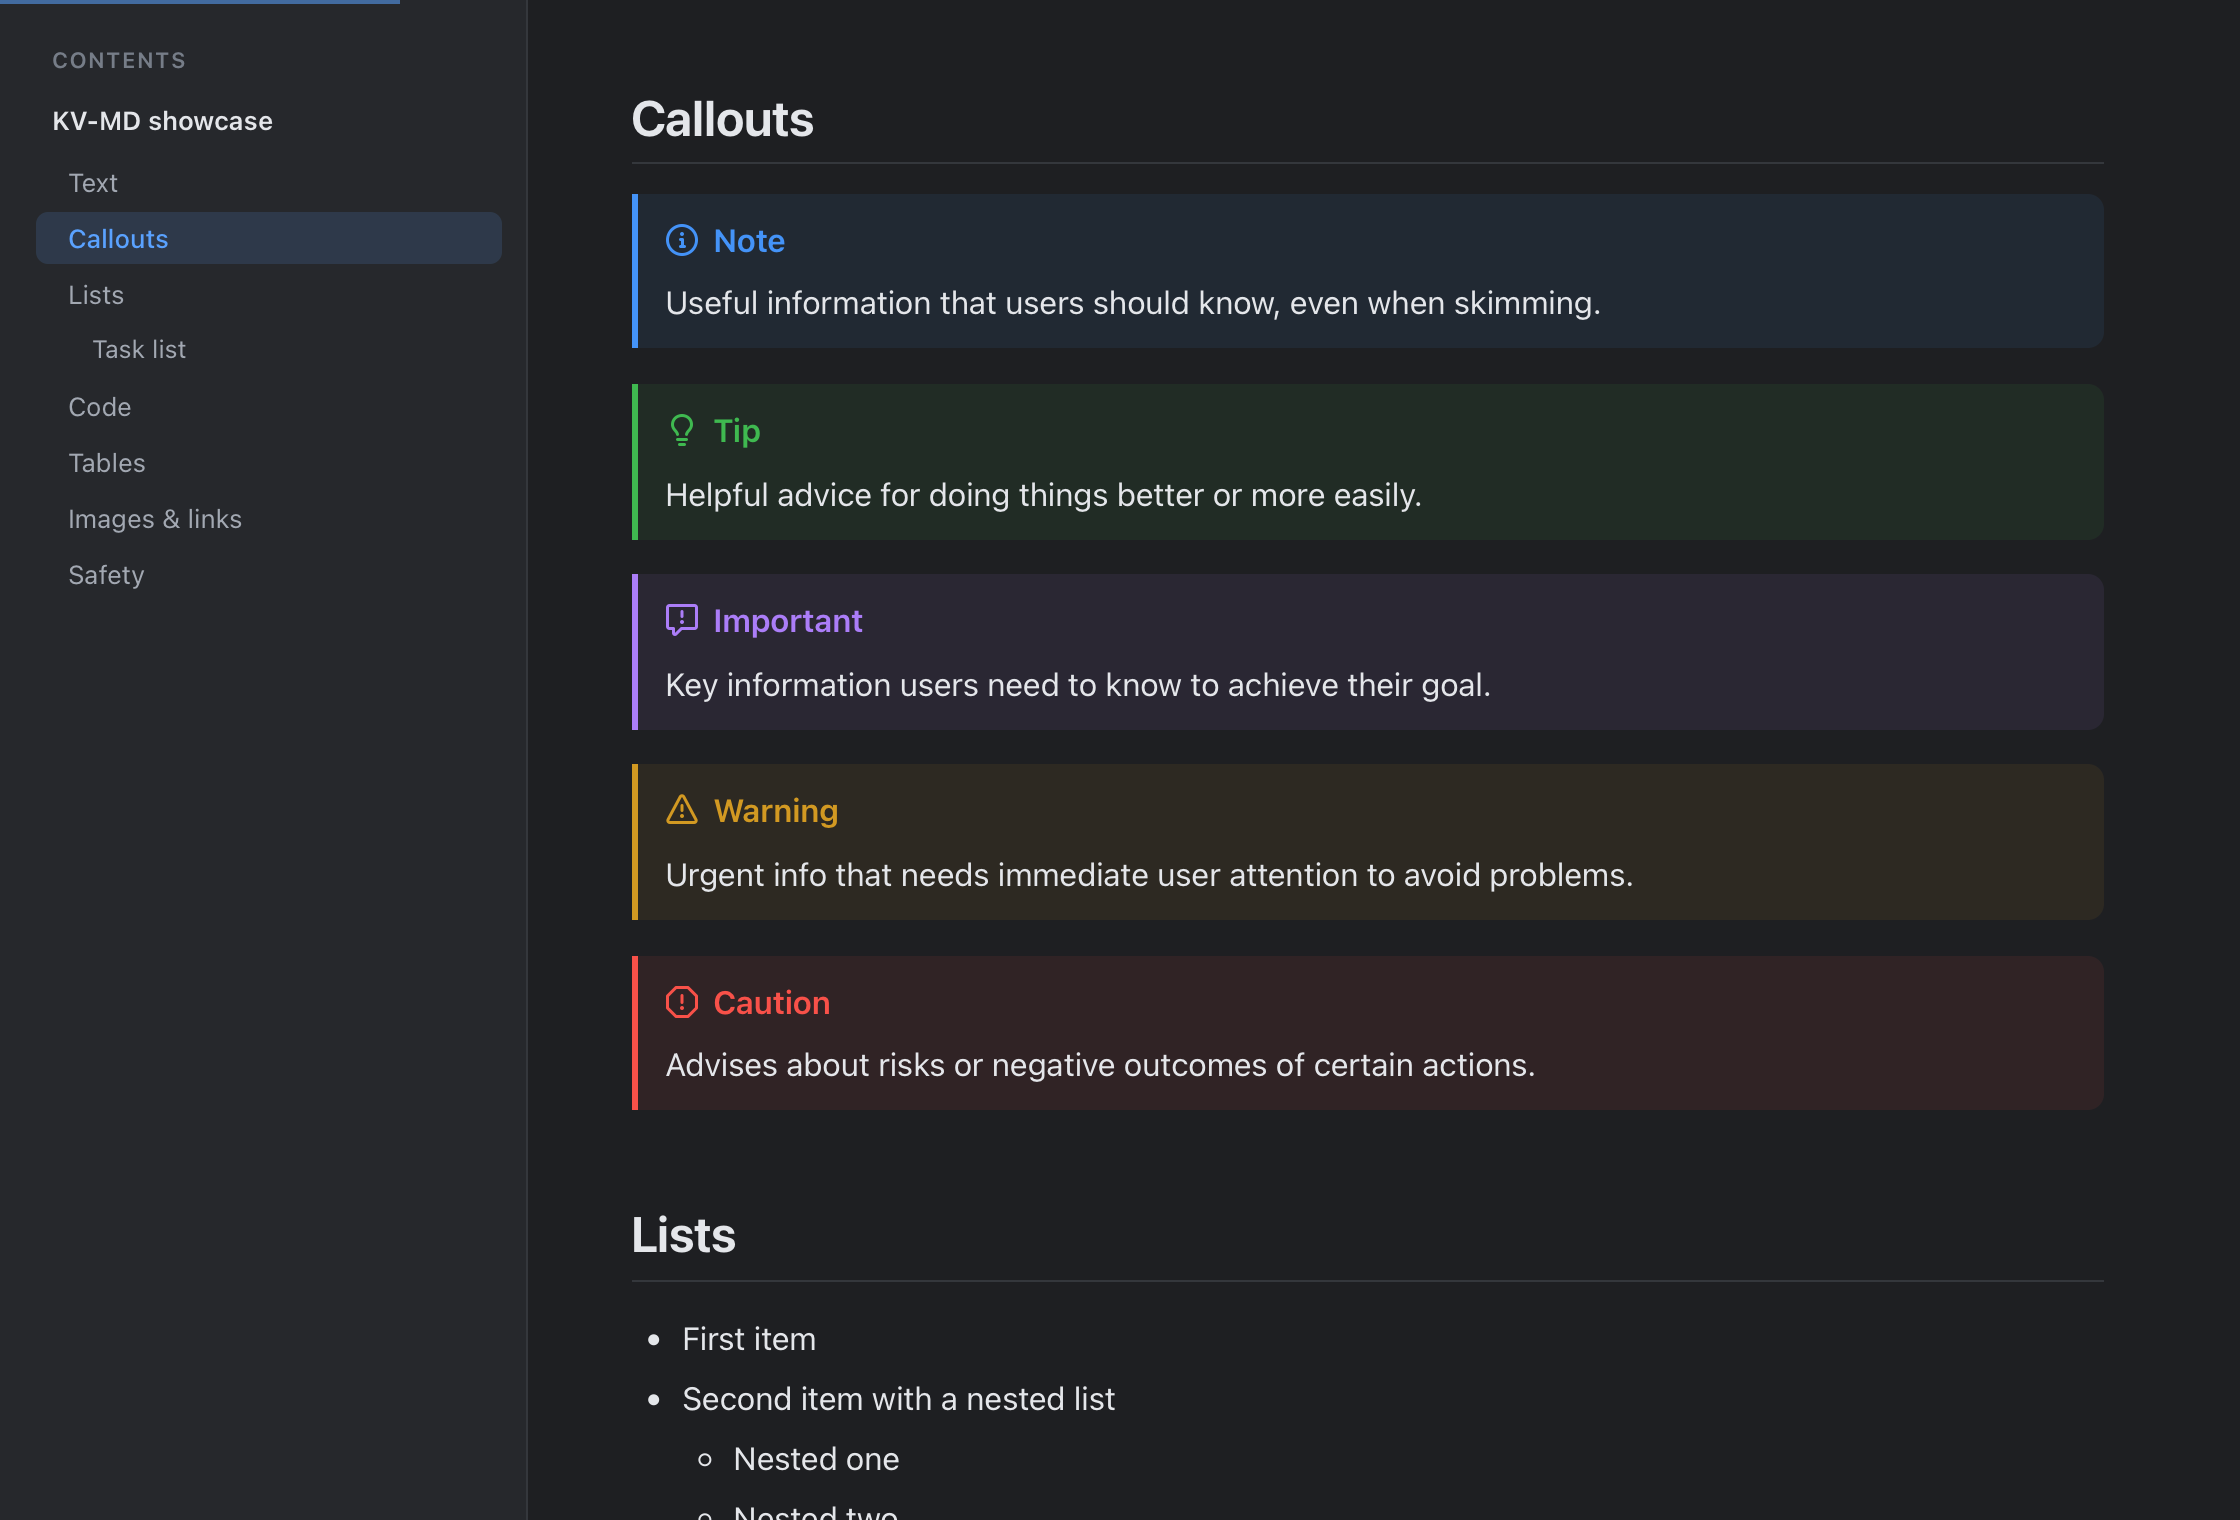 CONTENTS
KV-MD showcase
Text
Callouts
Lists
Task list
Code
Tables
Images & links
Safety
Callouts
Note
Useful information that users should know, even when skimming.
Tip
Helpful advice for doing things better or more easily.
Important
Key information users need to know to achieve their goal.
Warning
Urgent info that needs immediate user attention to avoid problems.
Caution
Advises about risks or negative outcomes of certain actions.
Lists
First item
Second item with a nested list
Nested one
Nested two